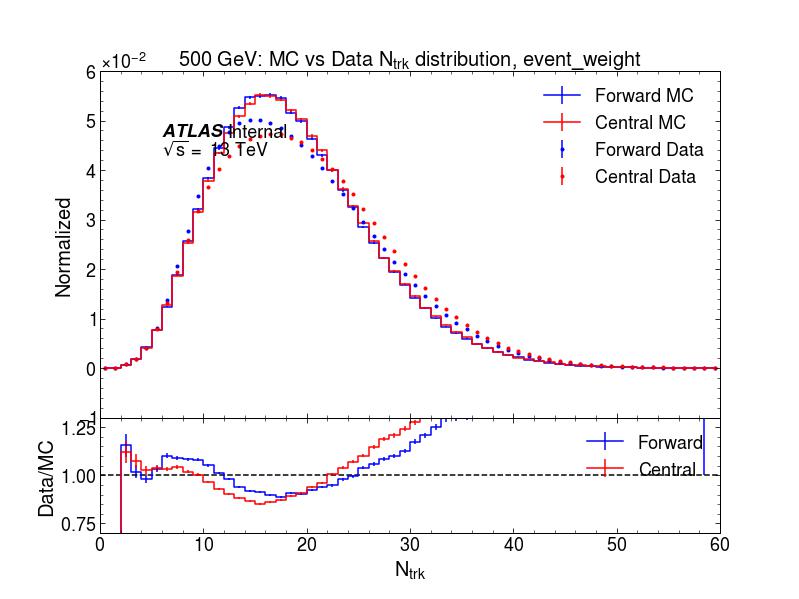 ×10⁻² 500 GeV: MC vs Data Nₜᵣₖ distribution, event_weight
6
5
4
3
2
1
0
−1
Normalized
ATLAS Internal
√s = 13 TeV
Forward MC
Central MC
Forward Data
Central Data
1.25
1.00
0.75
Data/MC
Forward
Central
0 10 20 30 40 50 60
Nₜᵣₖ